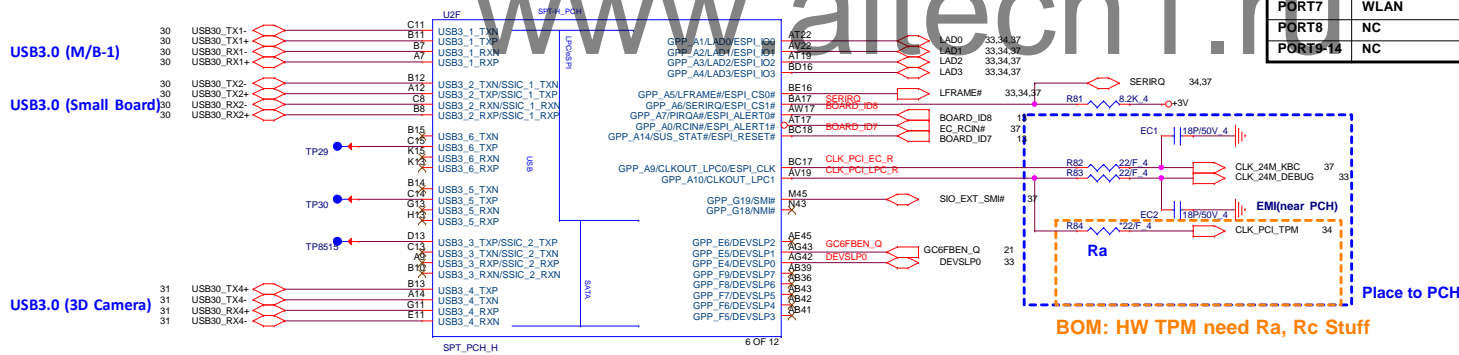 www.aitech1.ru
PORT7 WLAN
PORT8 NC
PORT9-14 NC
U2F SPT-H_PCH
USB3.0 (M/B-1)
30 USB30_TX1- C11 USB3_1_TXN
30 USB30_TX1+ B11 USB3_1_TXP
30 USB30_RX1- B7 USB3_1_RXN
30 USB30_RX1+ A7 USB3_1_RXP
USB3.0 (Small Board)
30 USB30_TX2- B12 USB3_2_TXN/SSIC_1_TXN
30 USB30_TX2+ A12 USB3_2_TXP/SSIC_1_TXP
30 USB30_RX2- C8 USB3_2_RXN/SSIC_1_RXN
30 USB30_RX2+ B8 USB3_2_RXP/SSIC_1_RXP
B15 USB3_6_TXN
TP29 C15 USB3_6_TXP
K15 USB3_6_RXN
K13 USB3_6_RXP
B14 USB3_5_TXN
TP30 C14 USB3_5_TXP
G13 USB3_5_RXN
H13 USB3_5_RXP
TP8515 D13 USB3_3_TXP/SSIC_2_TXP
C13 USB3_3_TXN/SSIC_2_TXN
A9 USB3_3_RXP/SSIC_2_RXP
B10 USB3_3_RXN/SSIC_2_RXN
USB3.0 (3D Camera)
31 USB30_TX4+ B13 USB3_4_TXP
31 USB30_TX4- A14 USB3_4_TXN
31 USB30_RX4+ G11 USB3_4_RXP
31 USB30_RX4- E11 USB3_4_RXN
LPC/eSPI
USB
SATA
SPT_PCH_H 6 OF 12
GPP_A1/LAD0/ESPI_IO0 AT22 LAD0 33,34,37
GPP_A2/LAD1/ESPI_IO1 AV22 LAD1 33,34,37
GPP_A3/LAD2/ESPI_IO2 AT19 LAD2 33,34,37
GPP_A4/LAD3/ESPI_IO3 BD16 LAD3 33,34,37
GPP_A5/LFRAME#/ESPI_CS0# BE16 LFRAME# 33,34,37
GPP_A6/SERIRQ/ESPI_CS1# BA17 SERIRQ
SERIRQ 34,37
R81 8.2K_4 +3V
GPP_A7/PIRQA#/ESPI_ALERT0# AW17 BOARD_ID8 BOARD_ID8 13
GPP_A0/RCIN#/ESPI_ALERT1# AT17 EC_RCIN# 37
GPP_A14/SUS_STAT#/ESPI_RESET# BC18 BOARD_ID7 BOARD_ID7 13
GPP_A9/CLKOUT_LPC0/ESPI_CLK BC17 CLK_PCI_EC_R R82 22/F_4 CLK_24M_KBC 37
GPP_A10/CLKOUT_LPC1 AV19 CLK_PCI_LPC_R R83 22/F_4 CLK_24M_DEBUG 33
EC1 18P/50V_4
EC2 18P/50V_4
EMI(near PCH)
R84 *22/F_4 CLK_PCI_TPM 34
Ra
GPP_G19/SMI# M45 SIO_EXT_SMI# 37
GPP_G18/NMI# N43
GPP_E6/DEVSLP2 AE45
GPP_E5/DEVSLP1 AG43 GC6FBEN_Q GC6FBEN_Q 21
GPP_E4/DEVSLP0 AG42 DEVSLP0 33
GPP_F9/DEVSLP7 AB39
GPP_F8/DEVSLP6 AB36
GPP_F7/DEVSLP5 AB43
GPP_F6/DEVSLP4 AB42
GPP_F5/DEVSLP3 AB41
Place to PCH
BOM: HW TPM need Ra, Rc Stuff